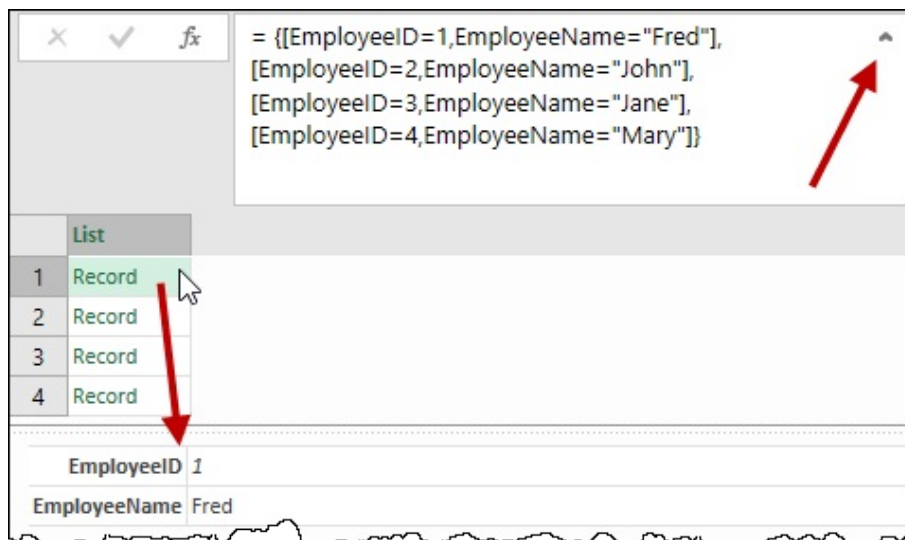 fx
= {[EmployeeID=1,EmployeeName="Fred"],
[EmployeeID=2,EmployeeName="John"],
[EmployeeID=3,EmployeeName="Jane"],
[EmployeeID=4,EmployeeName="Mary"]}
List
1 Record
2 Record
3 Record
4 Record
EmployeeID 1
EmployeeName Fred